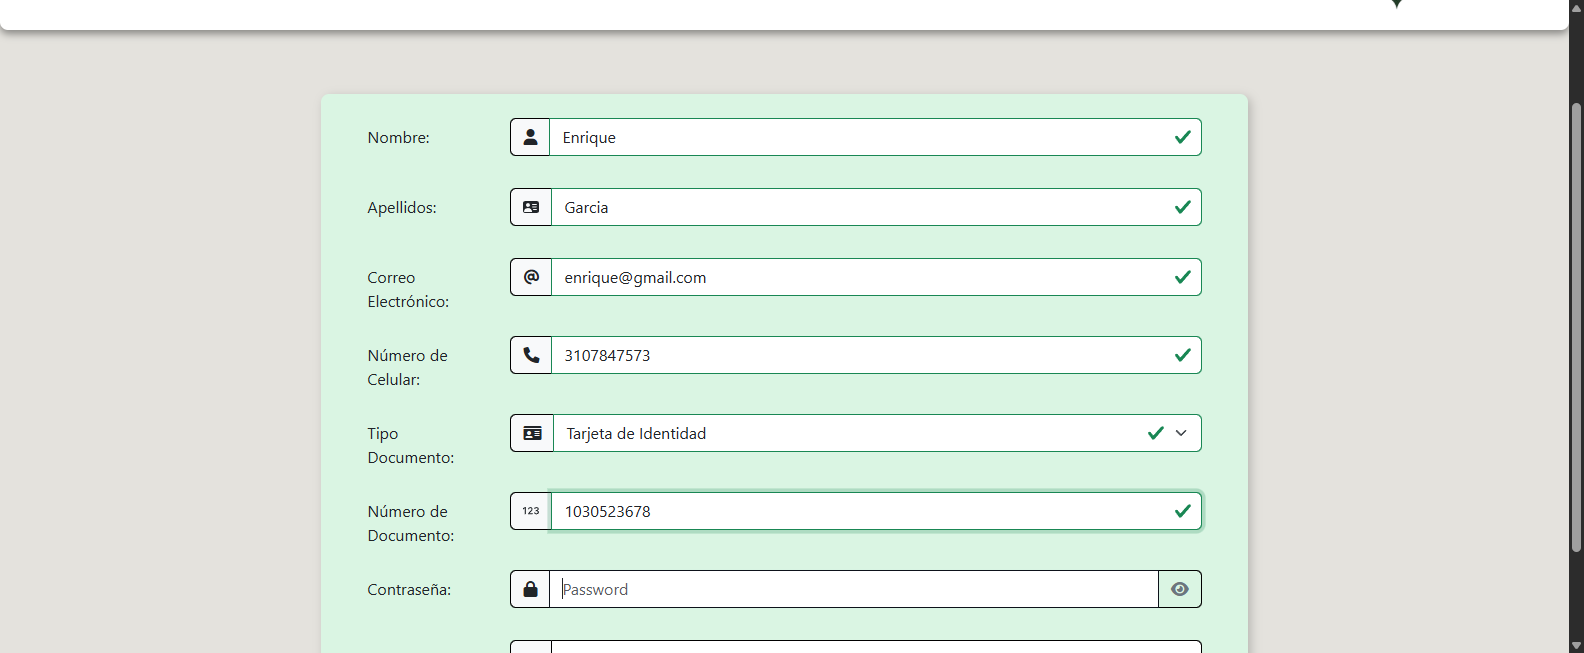 Nombre:
Enrique
Apellidos:
Garcia
Correo
Electrónico:
@
enrique@gmail.com
Número de
Celular:
3107847573
Tipo
Documento:
Tarjeta de Identidad
Número de
Documento:
123
1030523678
Contraseña:
Password